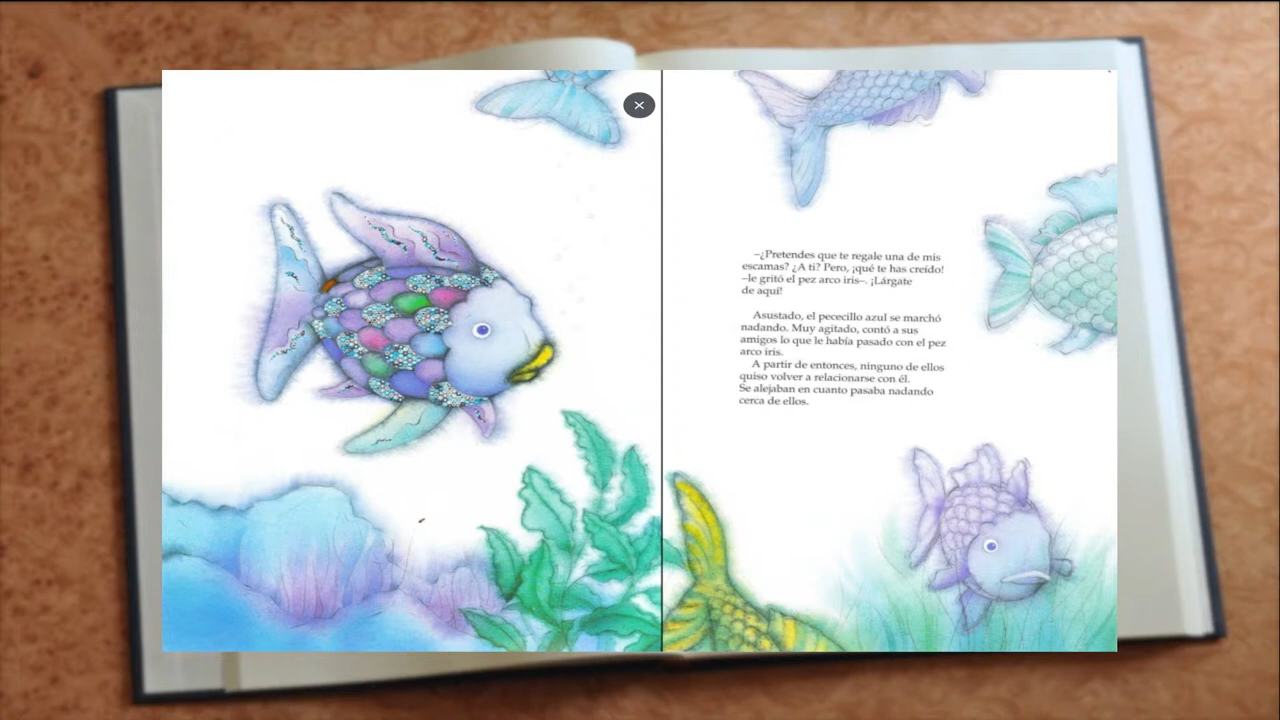 –¿Pretendes que te regale una de mis
escamas? ¿A ti? Pero, ¡qué te has creído!
–le gritó el pez arco iris–. ¡Lárgate
de aquí!
Asustado, el pececillo azul se marchó
nadando. Muy agitado, contó a sus
amigos lo que le había pasado con el pez
arco iris.
A partir de entonces, ninguno de ellos
quiso volver a relacionarse con él.
Se alejaban en cuanto pasaba nadando
cerca de ellos.